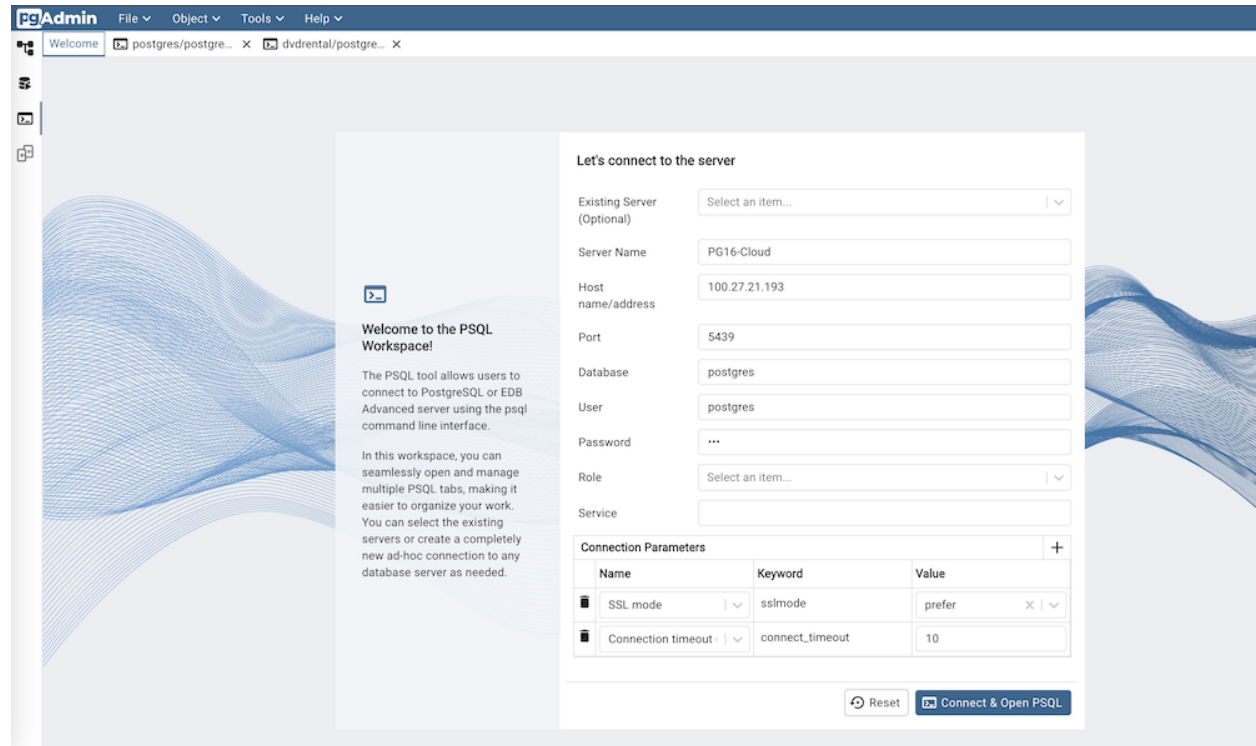 pgAdmin File Object Tools Help
Welcome postgres/postgre... dvdrental/postgre...
Welcome to the PSQL
Workspace!
The PSQL tool allows users to
connect to PostgreSQL or EDB
Advanced server using the psql
command line interface.
In this workspace, you can
seamlessly open and manage
multiple PSQL tabs, making it
easier to organize your work.
You can select the existing
servers or create a completely
new ad-hoc connection to any
database server as needed.
Let's connect to the server
Existing Server
(Optional)
Select an item...
Server Name PG16-Cloud
Host
name/address
100.27.21.193
Port 5439
Database postgres
User postgres
Password •••
Role Select an item...
Service
Connection Parameters
Name Keyword Value
SSL mode sslmode prefer
Connection timeout connect_timeout 10
Reset Connect & Open PSQL